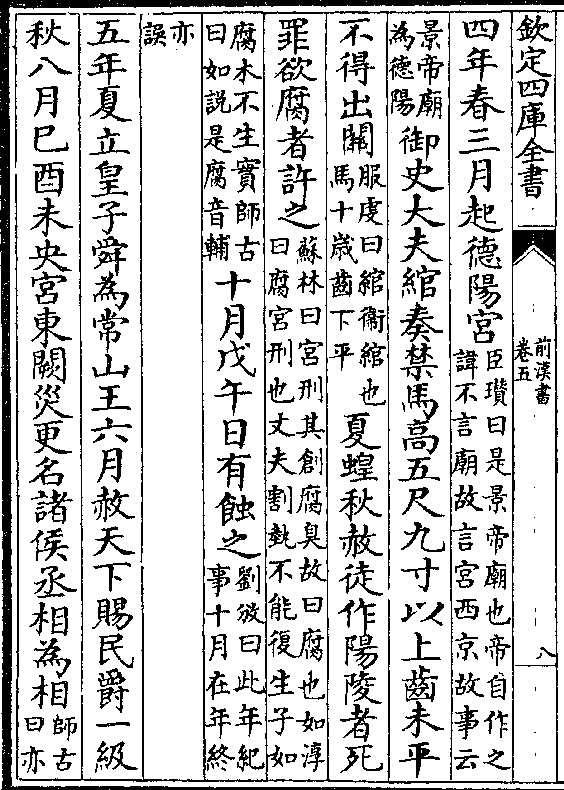 欽定四庫全書
前漢書
卷五
八
四年春三月起德陽宮臣瓚曰是景帝廟也帝自作之諱不言廟故言宮西京故事云
景帝廟為德陽御史大夫綰奏禁馬高五尺九寸以上齒未平
不得出關服虔曰綰衞綰也馬十歲齒下平夏蝗秋赦徒作陽陵者死
罪欲腐者許之蘇林曰宮刑其創腐臭故曰腐也如淳曰腐宮刑也丈夫割勢不能復生子如
腐木不生實師古曰如説是腐音輔十月戊午日有蝕之劉攽曰此年紀事十月在年終
亦誤
五年夏立皇子舜為常山王六月赦天下賜民爵一級
秋八月巳酉未央宮東闕災更名諸侯丞相為相師古曰亦